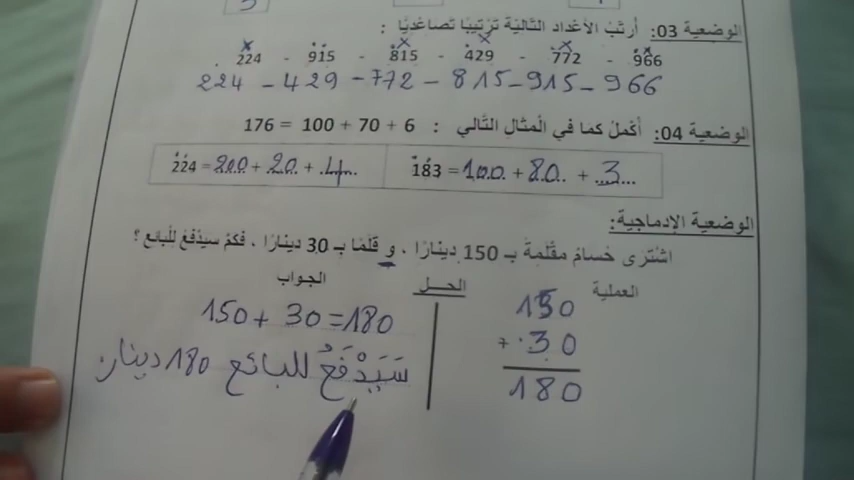 الوضعية 03: أرتب الأعداد التالية ترتيبا تصاعديا :
224 - 915 - 815 - 429 - 772 - 966
224 - 429 - 772 - 815 - 915 - 966
الوضعية 04: أكمل كما في المثال التالي : 176 = 100 + 70 + 6
224 = 200 + 20 + 4
183 = 100 + 80 + 3
الوضعية الإدماجية:
اشترى حسام مقلمة بـ 150 دينارا ، و قلما بـ 30 دينارا ، فكم سيدفع للبائع ؟
العملية
الحـــل
الجواب
150
+ 30
180
150 + 30 = 180
سَيَدْفَعُ للبائع 180 دينار